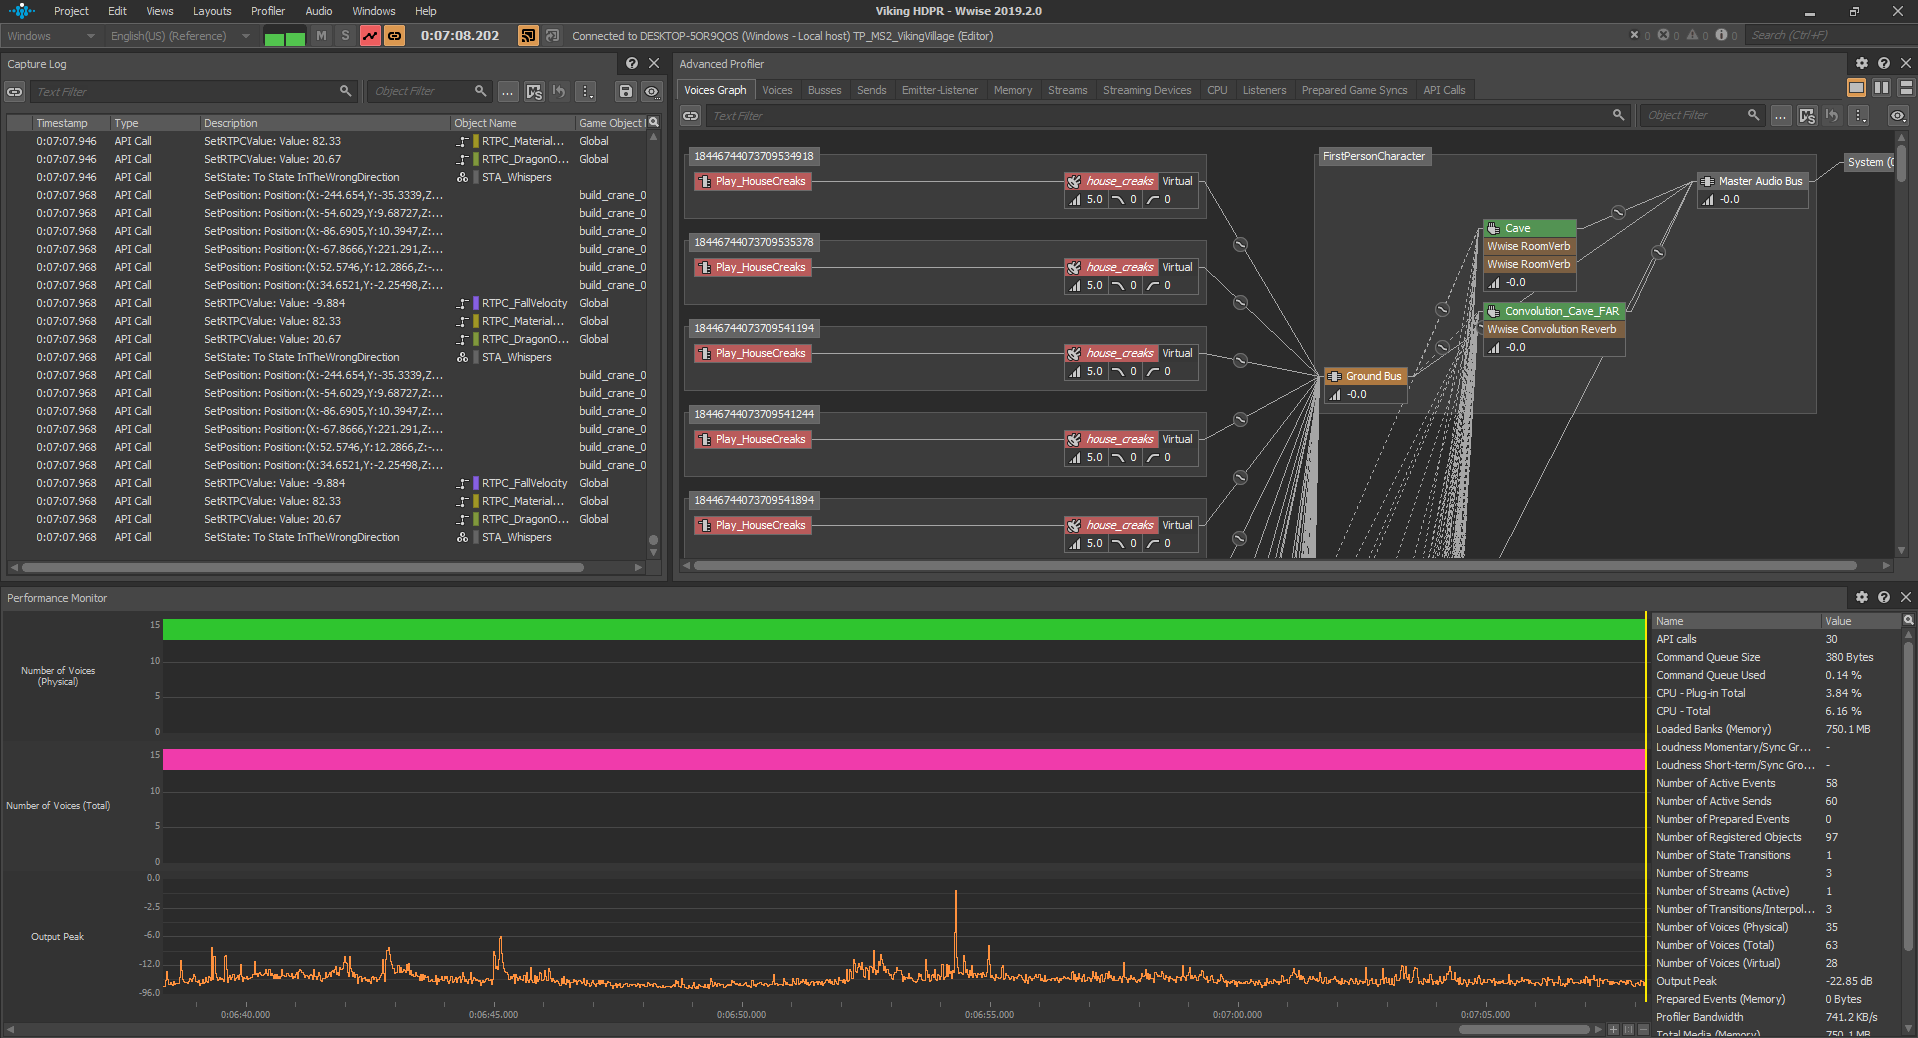 Project Edit Views Layouts Profiler Audio Windows Help
Viking HDPR - Wwise 2019.2.0
Windows English(US) (Reference) M S 0:07:08.202 Connected to DESKTOP-5OR9QOS (Windows - Local host) TP_MS2_VikingVillage (Editor) 0 0 0 0 Search (Ctrl+F)
Capture Log
Text Filter Object Filter ...
Timestamp Type Description Object Name Game Object
0:07:07.946 API Call SetRTPCValue: Value: 82.33 RTPC_Material... Global
0:07:07.946 API Call SetRTPCValue: Value: 20.67 RTPC_DragonO... Global
0:07:07.946 API Call SetState: To State InTheWrongDirection STA_Whispers
0:07:07.968 API Call SetPosition: Position:(X:-244.654,Y:-35.3339,Z:... build_crane_0
0:07:07.968 API Call SetPosition: Position:(X:-54.6029,Y:9.68727,Z:... build_crane_0
0:07:07.968 API Call SetPosition: Position:(X:-86.6905,Y:10.3947,Z:... build_crane_0
0:07:07.968 API Call SetPosition: Position:(X:-67.8666,Y:221.291,Z:... build_crane_0
0:07:07.968 API Call SetPosition: Position:(X:52.5746,Y:12.2866,Z:-... build_crane_0
0:07:07.968 API Call SetPosition: Position:(X:34.6521,Y:-2.25498,Z:... build_crane_0
0:07:07.968 API Call SetRTPCValue: Value: -9.884 RTPC_FallVelocity Global
0:07:07.968 API Call SetRTPCValue: Value: 82.33 RTPC_Material... Global
0:07:07.968 API Call SetRTPCValue: Value: 20.67 RTPC_DragonO... Global
0:07:07.968 API Call SetState: To State InTheWrongDirection STA_Whispers
0:07:07.968 API Call SetPosition: Position:(X:-244.654,Y:-35.3339,Z:... build_crane_0
0:07:07.968 API Call SetPosition: Position:(X:-54.6029,Y:9.68727,Z:... build_crane_0
0:07:07.968 API Call SetPosition: Position:(X:-86.6905,Y:10.3947,Z:... build_crane_0
0:07:07.968 API Call SetPosition: Position:(X:-67.8666,Y:221.291,Z:... build_crane_0
0:07:07.968 API Call SetPosition: Position:(X:52.5746,Y:12.2866,Z:-... build_crane_0
0:07:07.968 API Call SetPosition: Position:(X:34.6521,Y:-2.25498,Z:... build_crane_0
0:07:07.968 API Call SetRTPCValue: Value: -9.884 RTPC_FallVelocity Global
0:07:07.968 API Call SetRTPCValue: Value: 82.33 RTPC_Material... Global
0:07:07.968 API Call SetRTPCValue: Value: 20.67 RTPC_DragonO... Global
0:07:07.968 API Call SetState: To State InTheWrongDirection STA_Whispers
Advanced Profiler
Voices Graph Voices Busses Sends Emitter-Listener Memory Streams Streaming Devices CPU Listeners Prepared Game Syncs API Calls
Text Filter Object Filter ...
18446744073709534918
Play_HouseCreaks house_creaks Virtual
5.0 0 0
18446744073709535378
Play_HouseCreaks house_creaks Virtual
5.0 0 0
18446744073709541194
Play_HouseCreaks house_creaks Virtual
5.0 0 0
18446744073709541244
Play_HouseCreaks house_creaks Virtual
5.0 0 0
18446744073709541894
Play_HouseCreaks house_creaks Virtual
5.0 0 0
FirstPersonCharacter
System (
Master Audio Bus
-0.0
Cave
Wwise RoomVerb
Wwise RoomVerb
-0.0
Convolution_Cave_FAR
Wwise Convolution Reverb
-0.0
Ground Bus
-0.0
Performance Monitor
Number of Voices
(Physical)
15
10
5
0
Number of Voices (Total)
15
10
5
0
Output Peak
0.0
-2.5
-6.0
-12.0
-96.0
0:06:40.000 0:06:45.000 0:06:50.000 0:06:55.000 0:07:00.000 0:07:05.000
Name Value
API calls 30
Command Queue Size 380 Bytes
Command Queue Used 0.14 %
CPU - Plug-in Total 3.84 %
CPU - Total 6.16 %
Loaded Banks (Memory) 750.1 MB
Loudness Momentary/Sync Gr... -
Loudness Short-term/Sync Gro... -
Number of Active Events 58
Number of Active Sends 60
Number of Prepared Events 0
Number of Registered Objects 97
Number of State Transitions 1
Number of Streams 3
Number of Streams (Active) 1
Number of Transitions/Interpol... 3
Number of Voices (Physical) 35
Number of Voices (Total) 63
Number of Voices (Virtual) 28
Output Peak -22.85 dB
Prepared Events (Memory) 0 Bytes
Profiler Bandwidth 741.2 KB/s
Total Media (Memory) 750.1 MB